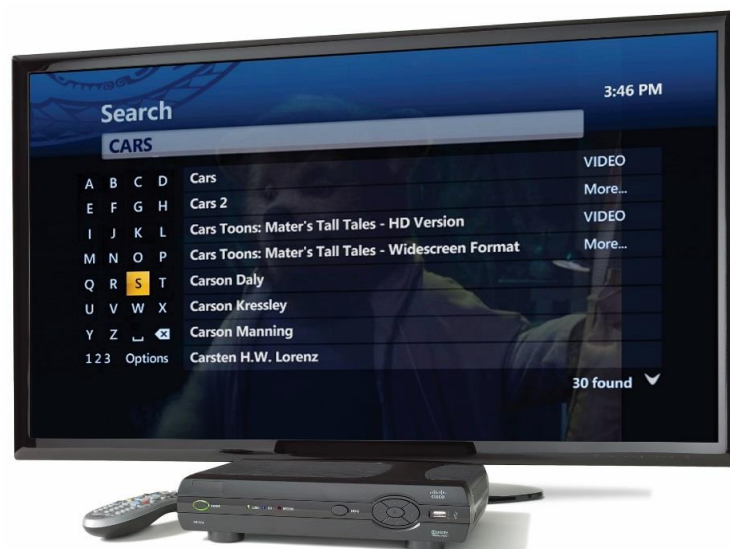 3:46 PM
Search
CARS
A B C D
E F G H
I J K L
M N O P
Q R S T
U V W X
Y Z
123 Options
Cars VIDEO
Cars 2 More...
Cars Toons: Mater's Tall Tales - HD Version VIDEO
Cars Toons: Mater's Tall Tales - Widescreen Format More...
Carson Daly
Carson Kressley
Carson Manning
Carsten H.W. Lorenz
30 found
CISCO